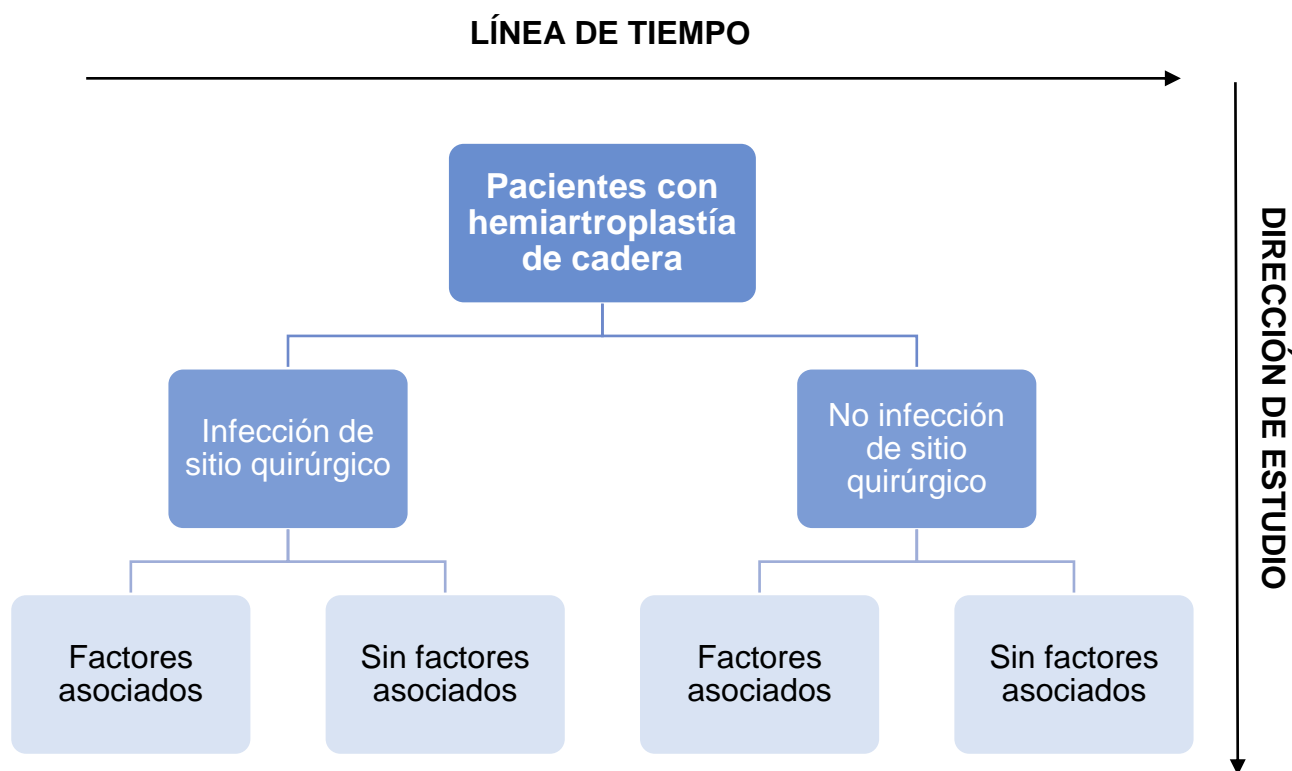 LÍNEA DE TIEMPO
Pacientes con
hemiartroplastía
de cadera
DIRECCIÓN DE ESTUDIO
Infección de
sitio quirúrgico
No infección
de sitio
quirúrgico
Factores
asociados
Sin factores
asociados
Factores
asociados
Sin factores
asociados